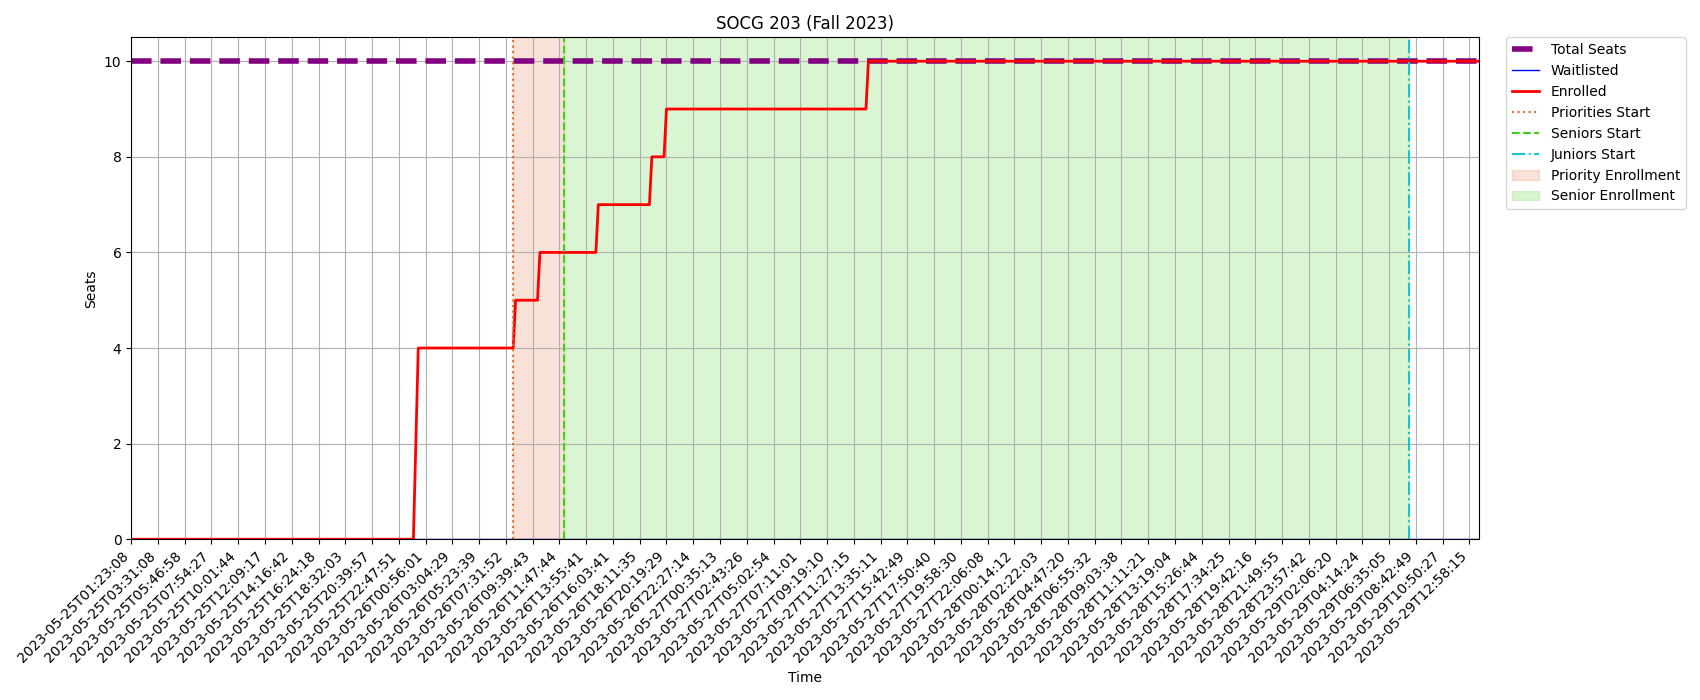 SOCG 203 (Fall 2023)
10
8
6
4
2
0
Seats
2023-05-25T01:23:08
2023-05-25T03:31:08
2023-05-25T05:46:58
2023-05-25T07:54:27
2023-05-25T10:01:44
2023-05-25T12:09:17
2023-05-25T14:16:42
2023-05-25T16:24:18
2023-05-25T18:32:03
2023-05-25T20:39:57
2023-05-25T22:47:51
2023-05-26T00:56:01
2023-05-26T03:04:29
2023-05-26T05:23:39
2023-05-26T07:31:52
2023-05-26T09:39:43
2023-05-26T11:47:44
2023-05-26T13:55:41
2023-05-26T16:03:41
2023-05-26T18:11:35
2023-05-26T20:19:29
2023-05-26T22:27:14
2023-05-27T00:35:13
2023-05-27T02:43:26
2023-05-27T05:02:54
2023-05-27T07:11:01
2023-05-27T09:19:10
2023-05-27T11:27:15
2023-05-27T13:35:11
2023-05-27T15:42:49
2023-05-27T17:50:40
2023-05-27T19:58:30
2023-05-27T22:06:08
2023-05-28T00:14:12
2023-05-28T02:22:03
2023-05-28T04:47:20
2023-05-28T06:55:32
2023-05-28T09:03:38
2023-05-28T11:11:21
2023-05-28T13:19:04
2023-05-28T15:26:44
2023-05-28T17:34:25
2023-05-28T19:42:16
2023-05-28T21:49:55
2023-05-28T23:57:42
2023-05-29T02:06:20
2023-05-29T04:14:24
2023-05-29T06:35:05
2023-05-29T08:42:49
2023-05-29T10:50:27
2023-05-29T12:58:15
Time
Total Seats
Waitlisted
Enrolled
Priorities Start
Seniors Start
Juniors Start
Priority Enrollment
Senior Enrollment